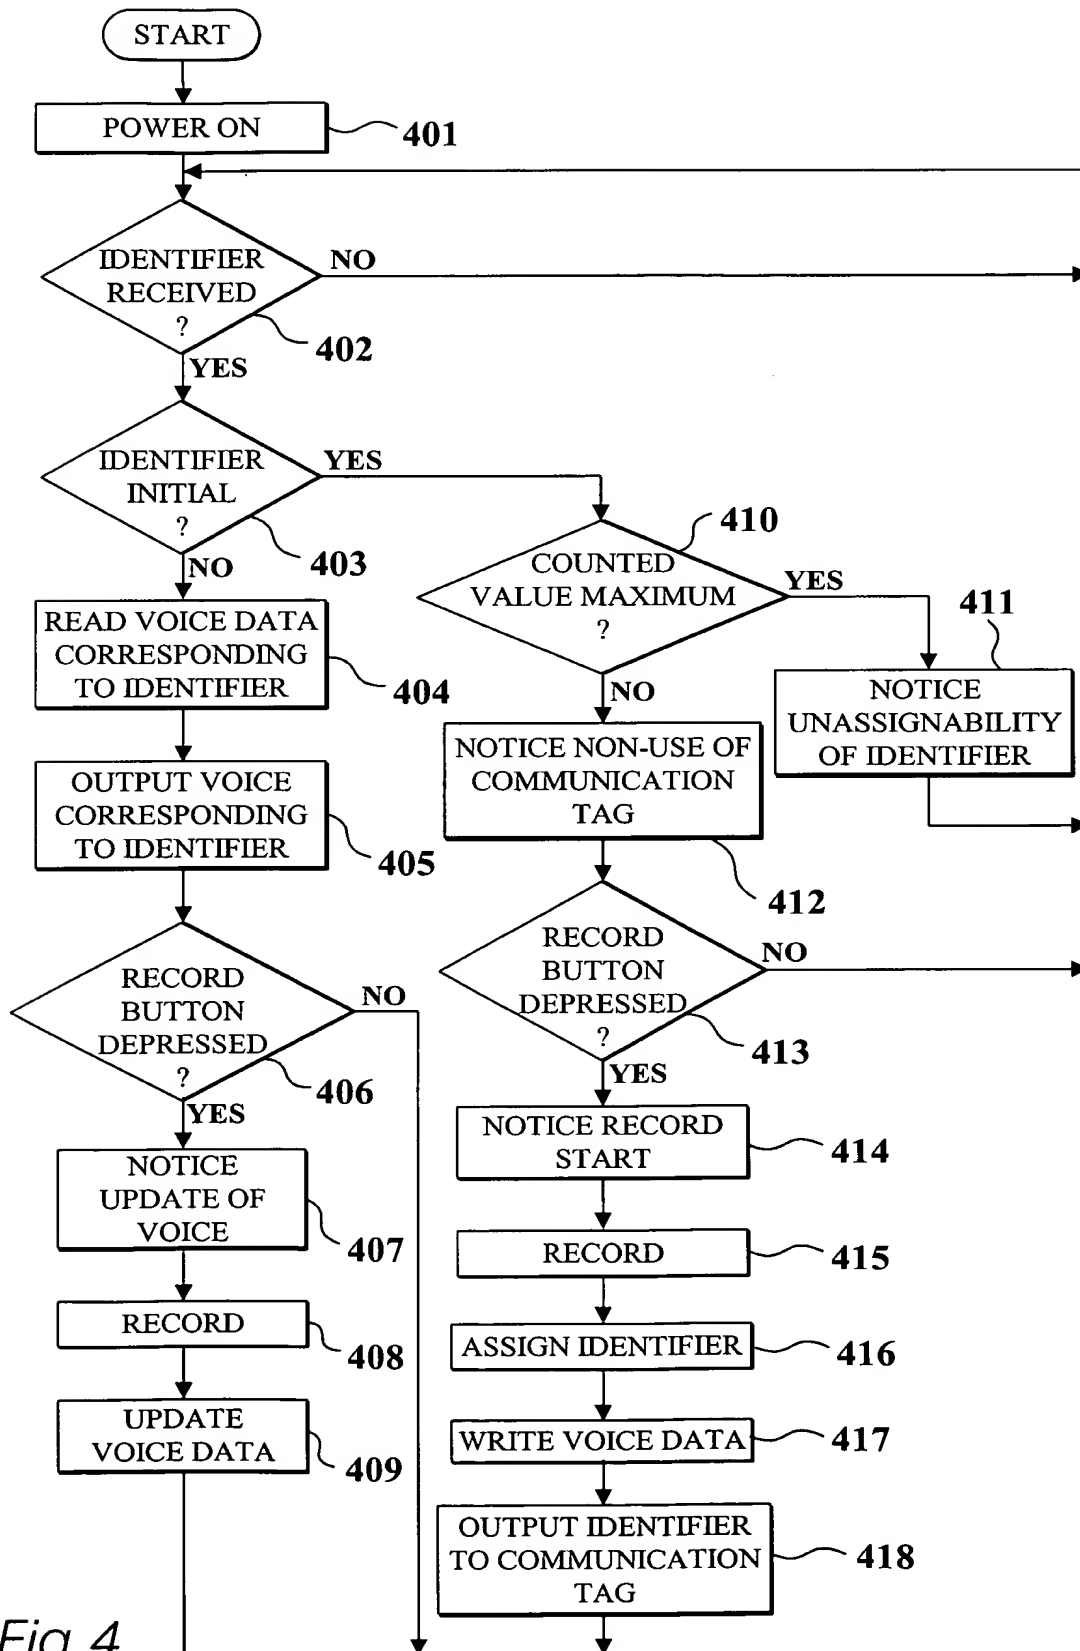 START
POWER ON
401
IDENTIFIER
RECEIVED
?
NO
402
YES
IDENTIFIER
INITIAL
?
YES
403
NO
READ VOICE DATA
CORRESPONDING
TO IDENTIFIER
404
OUTPUT VOICE
CORRESPONDING
TO IDENTIFIER
405
RECORD
BUTTON
DEPRESSED
?
NO
406
YES
NOTICE
UPDATE OF
VOICE
407
RECORD
408
UPDATE
VOICE DATA
409
COUNTED
VALUE MAXIMUM
?
410
YES
411
NOTICE
UNASSIGNABILITY
OF IDENTIFIER
NO
NOTICE NON-USE OF
COMMUNICATION
TAG
412
RECORD
BUTTON
DEPRESSED
?
NO
413
YES
NOTICE RECORD
START
414
RECORD
415
ASSIGN IDENTIFIER
416
WRITE VOICE DATA
417
OUTPUT IDENTIFIER
TO COMMUNICATION
TAG
418
Fig 4